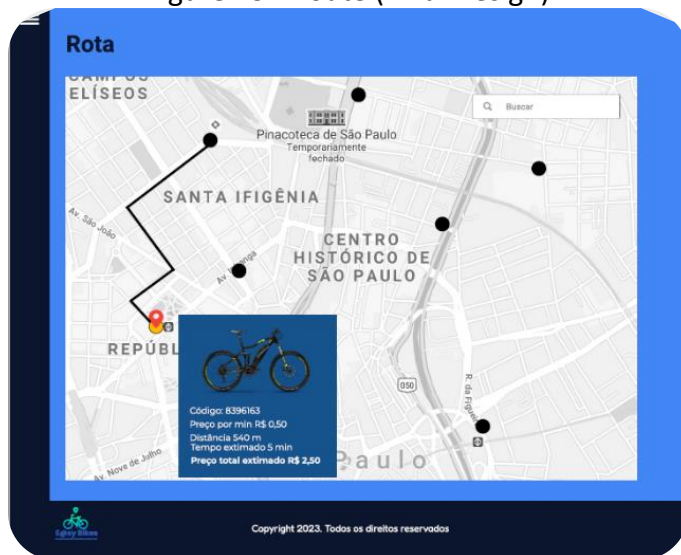 Rota
CAMPOS
ELÍSEOS
Buscar
Pinacoteca de São Paulo
Temporariamente
fechado
SANTA IFIGÊNIA
Av. São João
CENTRO
HISTÓRICO DE
SÃO PAULO
Av. Ipiranga
REPÚBL
050
R. da Figueira
Av. Nove de Julho
Código: 8396163
Preço por min R$ 0,50
Distância 540 m
Tempo extimado 5 min
Preço total extimado R$ 2,50
Paulo
Copyright 2023. Todos os direitos reservados